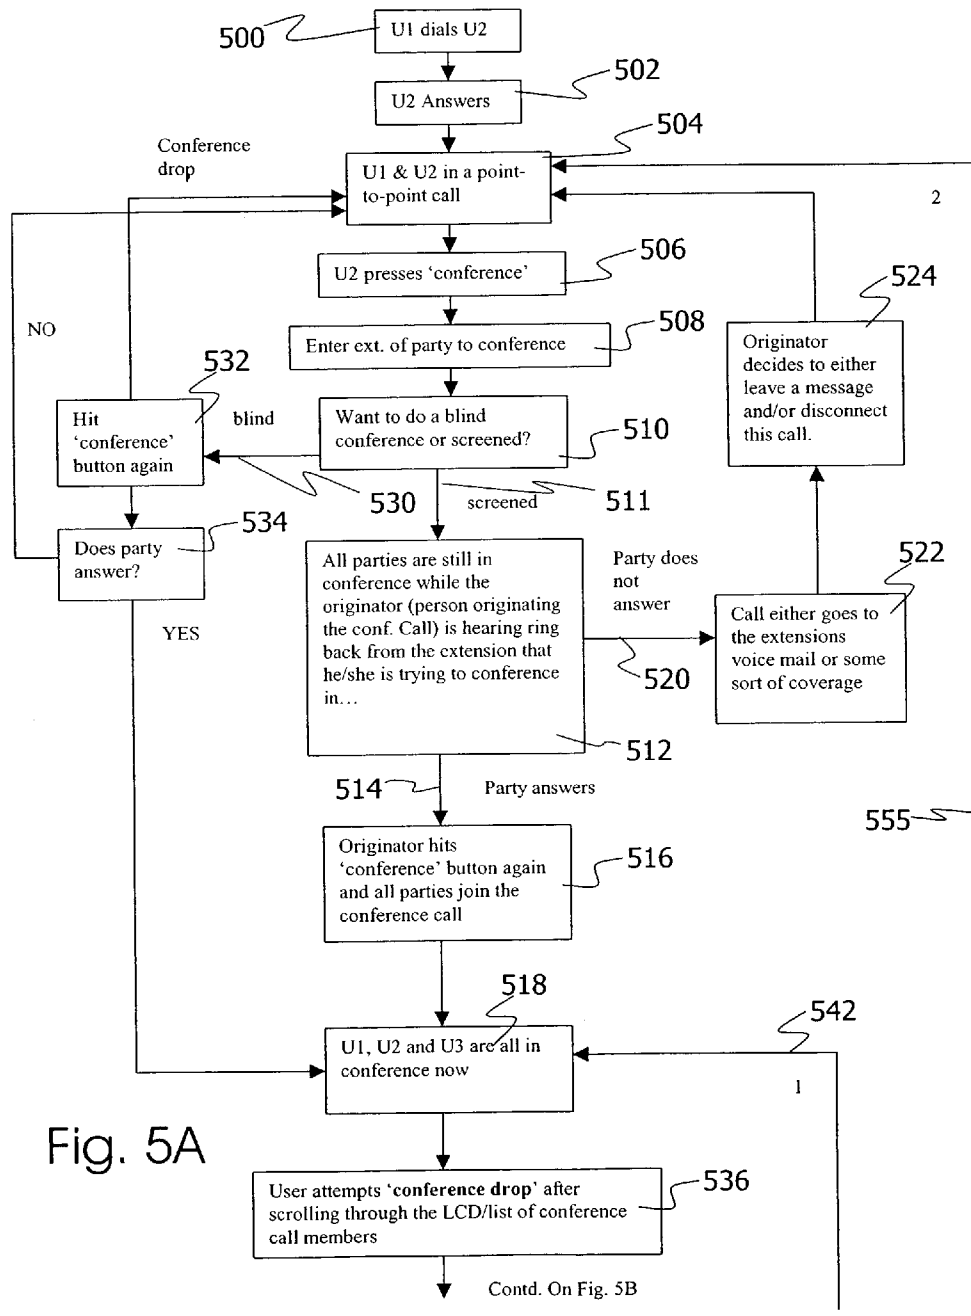 500
U1 dials U2
502
U2 Answers
504
Conference
drop
U1 & U2 in a point-
to-point call
2
506
U2 presses ‘conference’
524
NO
508
Enter ext. of party to conference
Originator
decides to either
leave a message
and/or disconnect
this call.
532
Hit
‘conference’
button again
blind
Want to do a blind
conference or screened?
510
530
511
screened
534
Does party
answer?
All parties are still in
conference while the
originator (person originating
the conf. Call) is hearing ring
back from the extension that
he/she is trying to conference
in…
Party does
not
answer
522
YES
Call either goes to
the extensions
voice mail or some
sort of coverage
520
512
514
Party answers
555
Originator hits
‘conference’ button again
and all parties join the
conference call
516
518
542
U1, U2 and U3 are all in
conference now
1
Fig. 5A
User attempts ‘conference drop’ after
scrolling through the LCD/list of conference
call members
536
Contd. On Fig. 5B